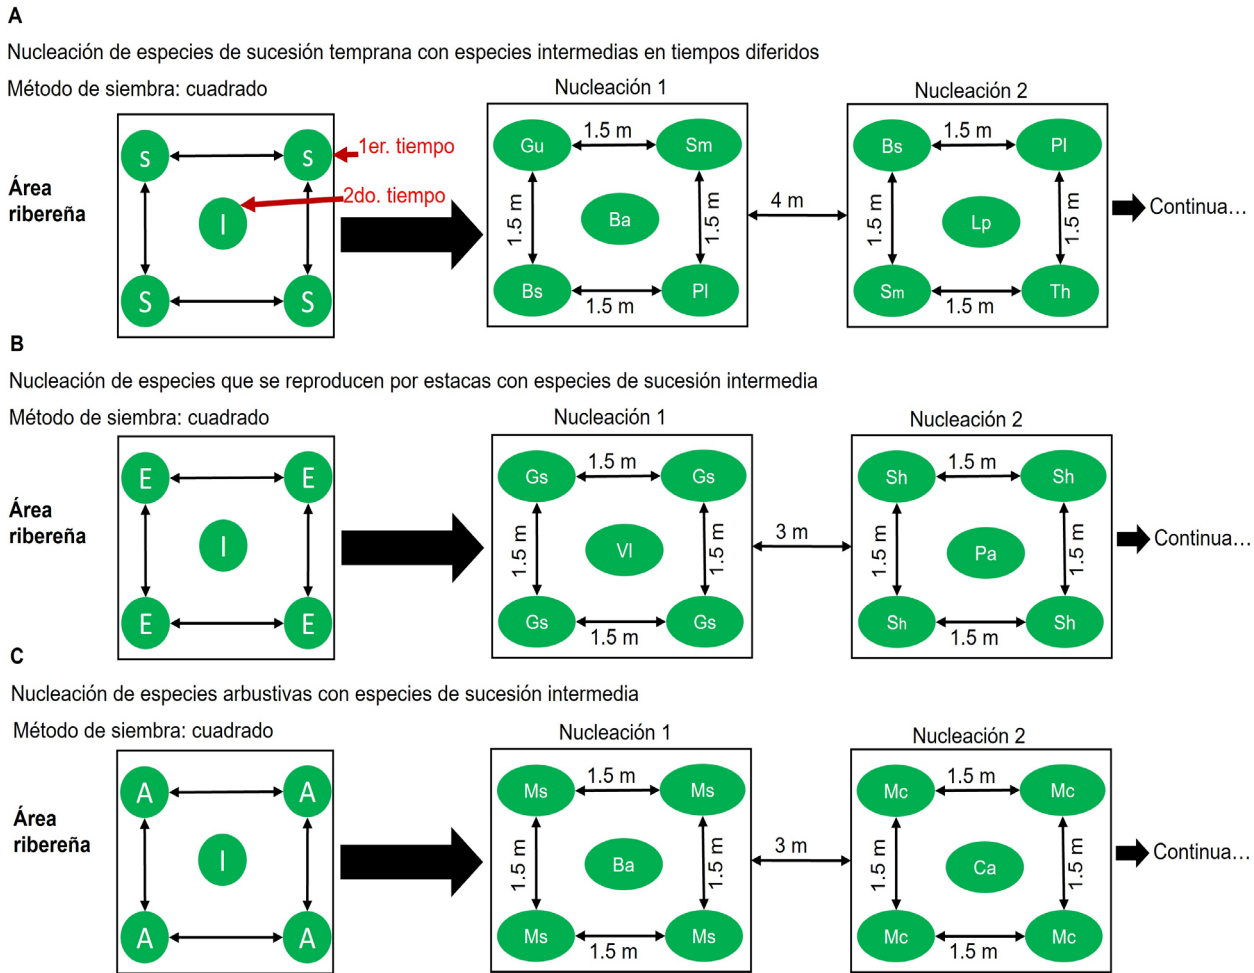 A
Nucleación de especies de sucesión temprana con especies intermedias en tiempos diferidos
Método de siembra: cuadrado
Nucleación 1
Nucleación 2
Área
ribereña
s
s
1er. tiempo
2do. tiempo
I
S
S
Gu
1.5 m
Sm
1.5 m
Ba
1.5 m
Bs
1.5 m
Pl
4 m
Bs
1.5 m
Pl
1.5 m
Lp
1.5 m
Sm
1.5 m
Th
Continua...
B
Nucleación de especies que se reproducen por estacas con especies de sucesión intermedia
Método de siembra: cuadrado
Nucleación 1
Nucleación 2
Área
ribereña
E
E
I
E
E
Gs
1.5 m
Gs
1.5 m
Vl
1.5 m
Gs
1.5 m
Gs
3 m
Sh
1.5 m
Sh
1.5 m
Pa
1.5 m
Sh
1.5 m
Sh
Continua...
C
Nucleación de especies arbustivas con especies de sucesión intermedia
Método de siembra: cuadrado
Nucleación 1
Nucleación 2
Área
ribereña
A
A
I
A
A
Ms
1.5 m
Ms
1.5 m
Ba
1.5 m
Ms
1.5 m
Ms
3 m
Mc
1.5 m
Mc
1.5 m
Ca
1.5 m
Mc
1.5 m
Mc
Continua...